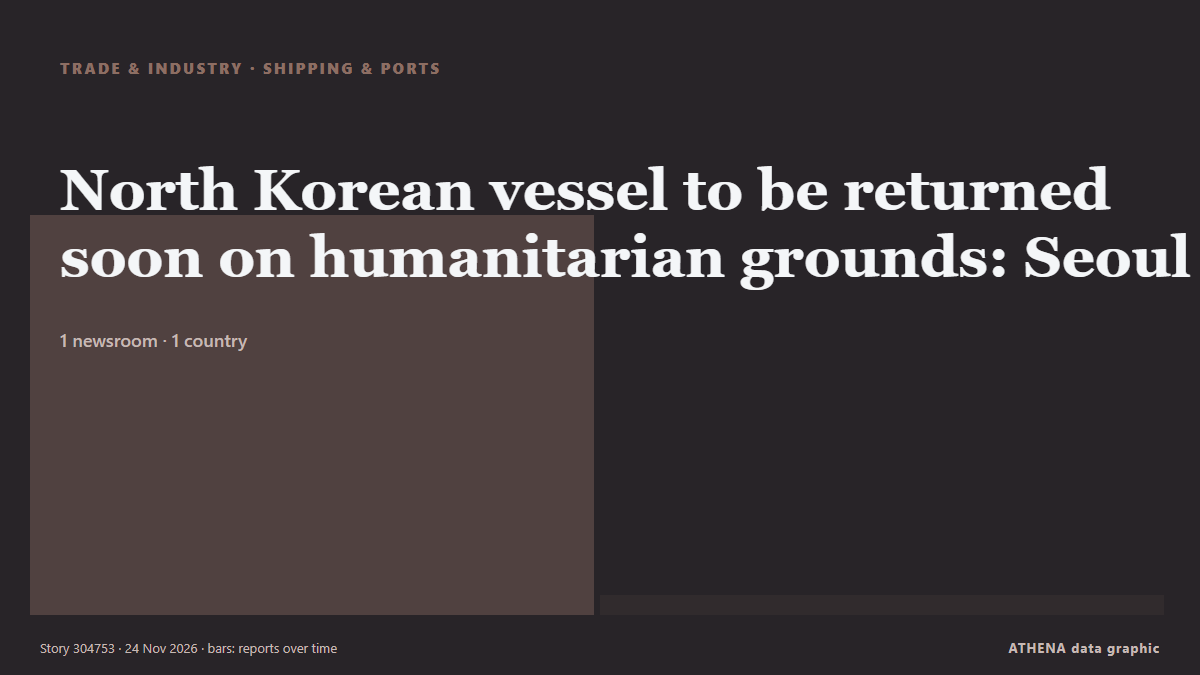 TRADE & INDUSTRY · SHIPPING & PORTS
North Korean vessel to be returned
soon on humanitarian grounds: Seoul
1 newsroom · 1 country
Story 304753 · 24 Nov 2026 · bars: reports over time
ATHENA data graphic